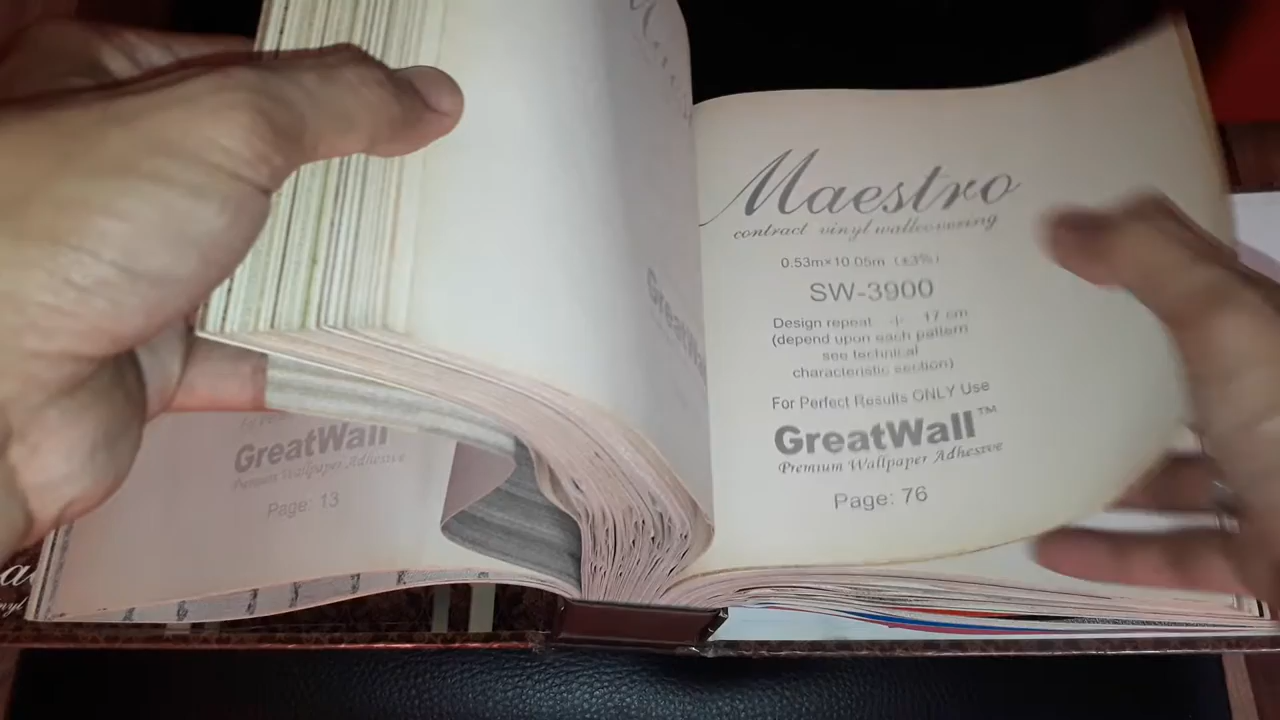 GreatWall
Premium Wallpaper Adhesive
Page: 13
GreatWa
Maestro
contract vinyl wallcovering
0.53m×10.05m (±3%)
SW-3900
Design repeat 17 cm
(depend upon each pattern
see technical
characteristic section)
For Perfect Results ONLY Use
GreatWall™
Premium Wallpaper Adhesive
Page: 76